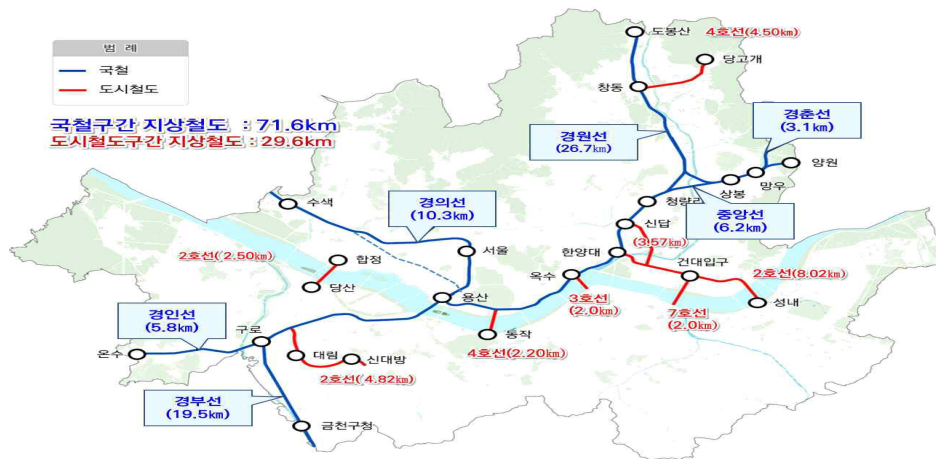 범 례
국철
도시철도
국철구간 지상철도 : 71.6km
도시철도구간 지상철도 : 29.6km
도봉산
4호선(4.50km)
당고개
창동
경원선
(26.7km)
경춘선
(3.1km)
양원
망우
상봉
청량리
중앙선
(6.2km)
신답
(3.57km)
한양대
건대입구
2호선(8.02km)
성내
7호선
(2.0km)
옥수
3호선
(2.0km)
수색
경의선
(10.3km)
서울
2호선(2.50km)
합정
당산
용산
동작
4호선(2.20km)
경인선
(5.8km)
구로
온수
대림
신대방
2호선(4.82km)
경부선
(19.5km)
금천구청